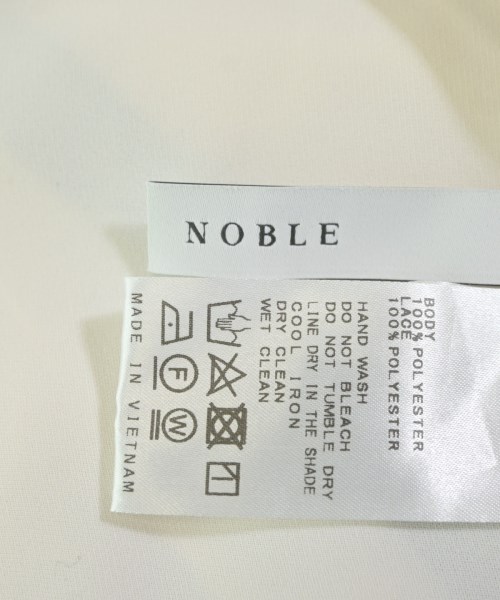 NOBLE
BODY
100% POLYESTER
LACE
100% POLYESTER
HAND WASH
DO NOT BLEACH
DO NOT TUMBLE DRY
LINE DRY IN THE SHADE
COOL IRON
DRY CLEAN
WET CLEAN
F
W
MADE IN VIETNAM